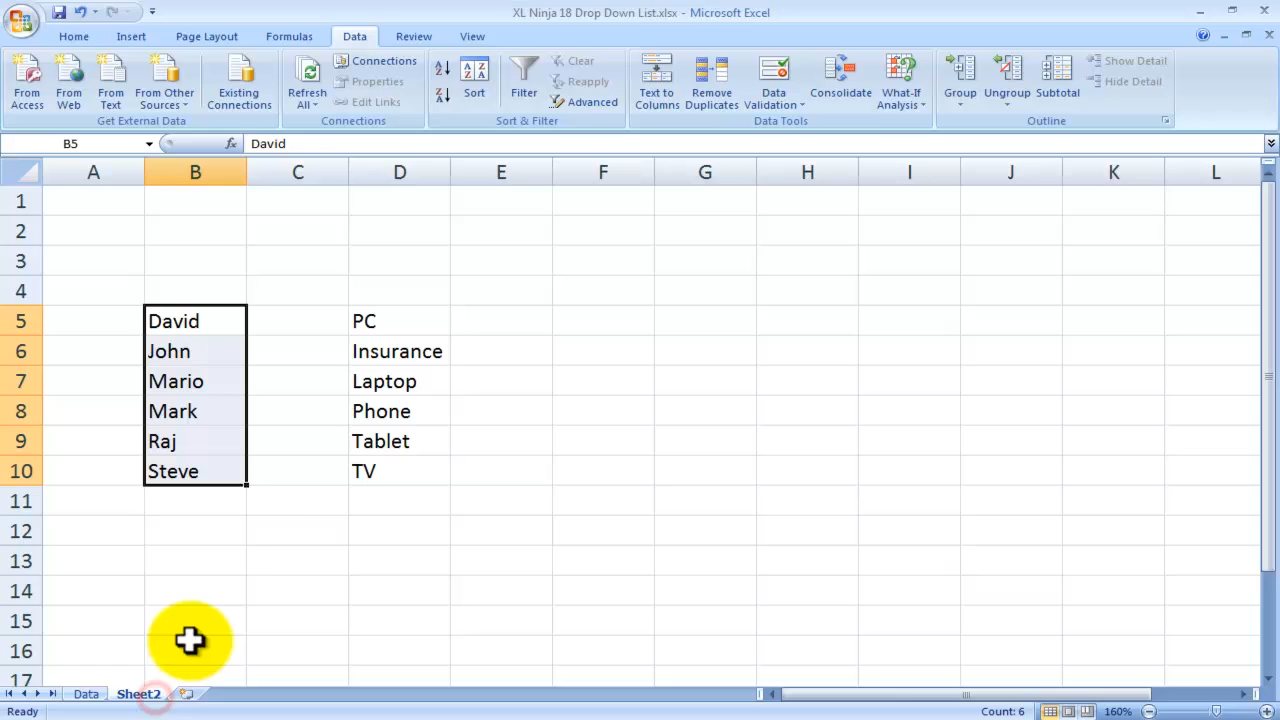 XL Ninja 18 Drop Down List.xlsx - Microsoft Excel
Home Insert Page Layout Formulas Data Review View
From Access
From Web
From Text
From Other Sources
Existing Connections
Get External Data
Refresh All
Connections
Properties
Edit Links
Connections
Sort
Filter
Clear
Reapply
Advanced
Sort & Filter
Text to Columns
Remove Duplicates
Data Validation
Consolidate
What-If Analysis
Data Tools
Group
Ungroup
Subtotal
Show Detail
Hide Detail
Outline
B5 fx David
A B C D E F G H I J K L
1
2
3
4
5 David PC
6 John Insurance
7 Mario Laptop
8 Mark Phone
9 Raj Tablet
10 Steve TV
11
12
13
14
15
16
17
Data Sheet2
Ready Count: 6 160%